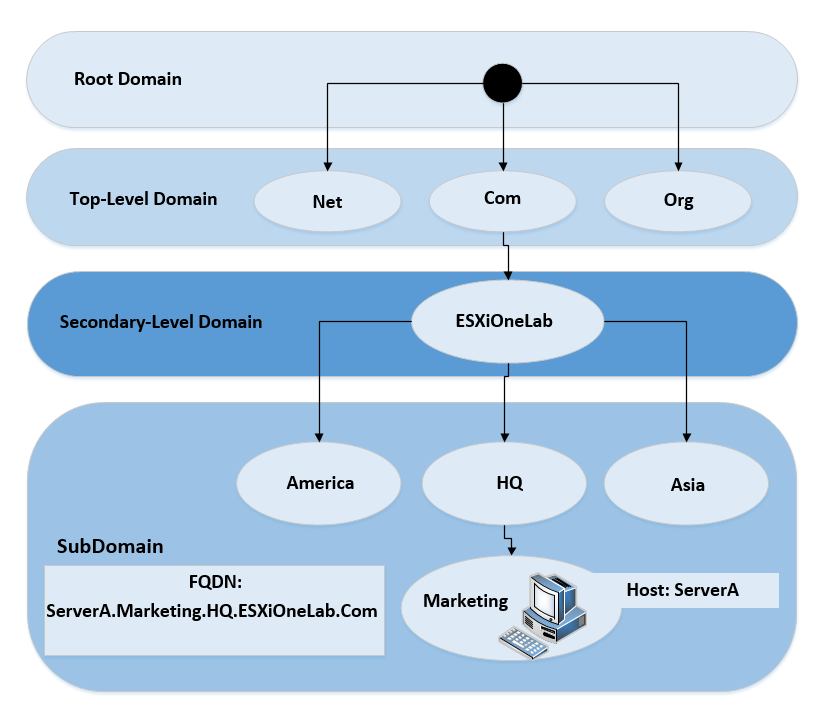 Root Domain
Top-Level Domain
Net
Com
Org
Secondary-Level Domain
ESXiOneLab
America
HQ
Asia
SubDomain
FQDN:
ServerA.Marketing.HQ.ESXiOneLab.Com
Marketing
Host: ServerA